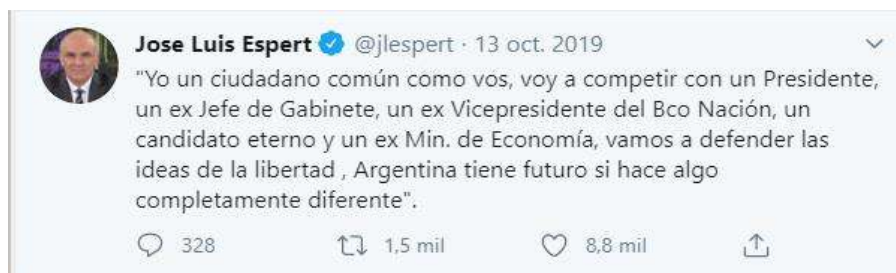 Jose Luis Espert @jlespert · 13 oct. 2019
"Yo un ciudadano común como vos, voy a competir con un Presidente,
un ex Jefe de Gabinete, un ex Vicepresidente del Bco Nación, un
candidato eterno y un ex Min. de Economía, vamos a defender las
ideas de la libertad , Argentina tiene futuro si hace algo
completamente diferente".
328 1,5 mil 8,8 mil